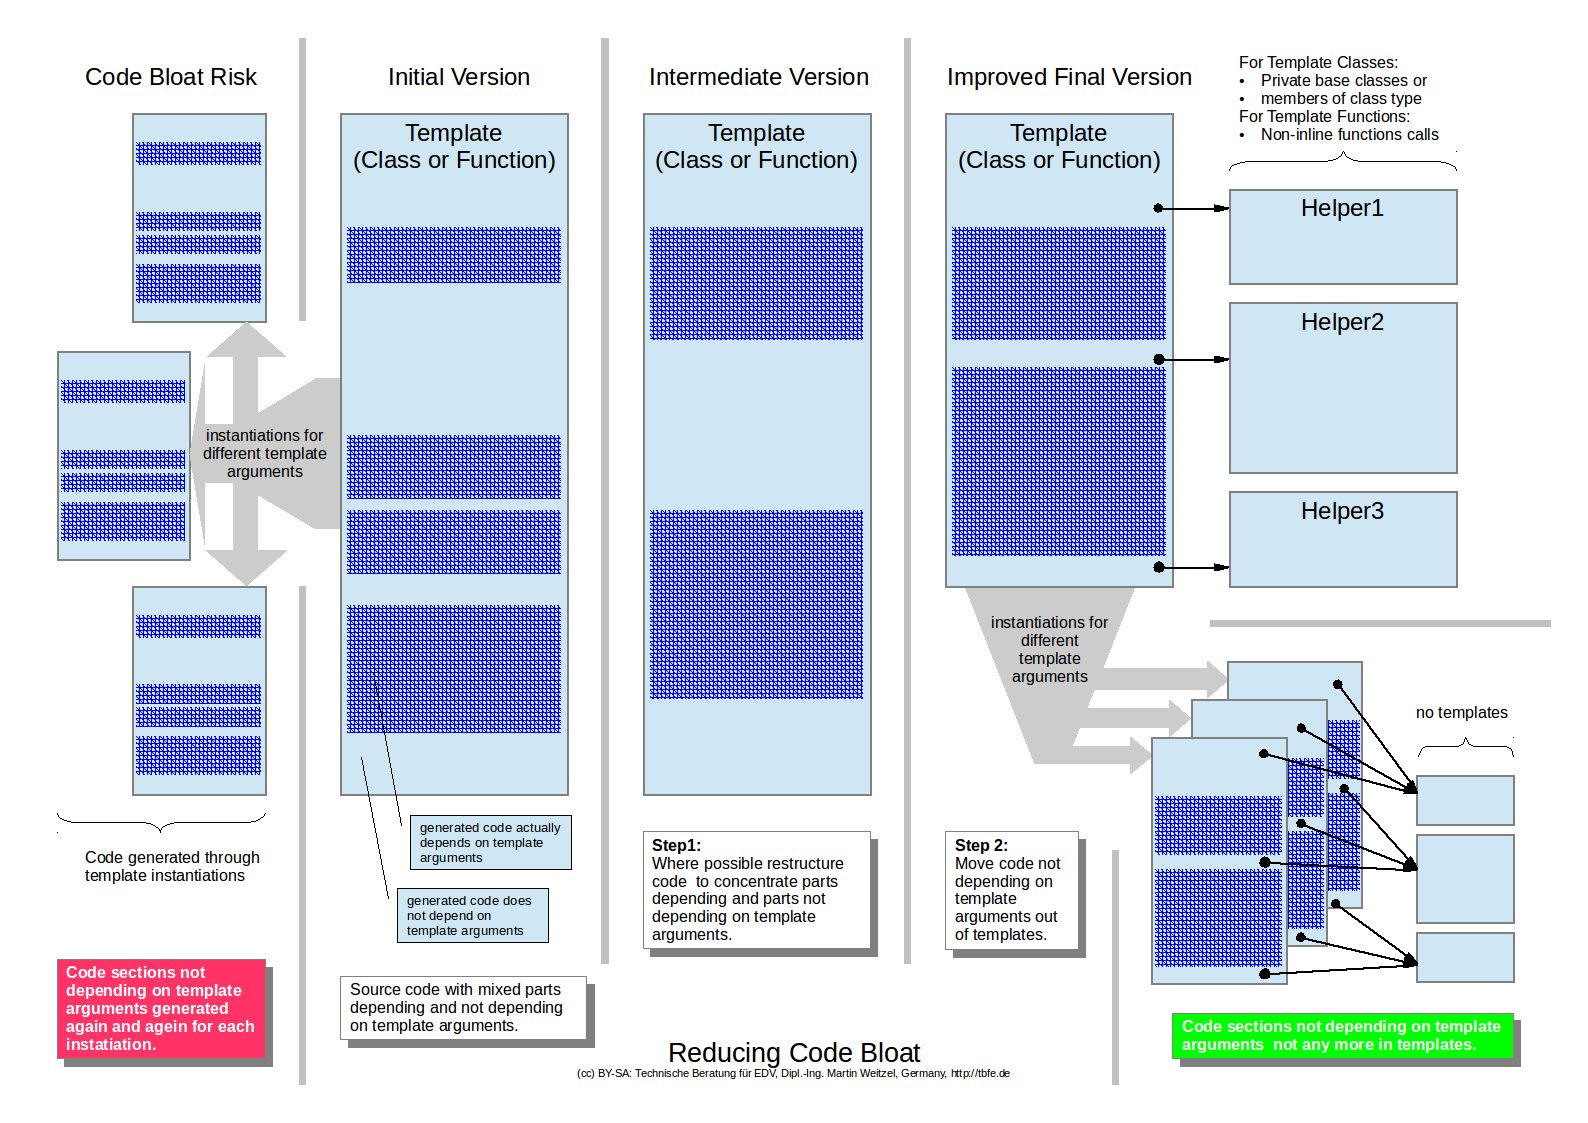 Code Bloat Risk
instantiations for
different template
arguments
Code generated through
template instantiations
Code sections not
depending on template
arguments generated
again and agein for each
instatiation.
Initial Version
Template
(Class or Function)
generated code actually
depends on template
arguments
generated code does
not depend on
template arguments
Source code with mixed parts
depending and not depending
on template arguments.
Intermediate Version
Template
(Class or Function)
Step1:
Where possible restructure
code  to concentrate parts
depending and parts not
depending on template
arguments.
Improved Final Version
Template
(Class or Function)
For Template Classes:
• Private base classes or
• members of class type
For Template Functions:
• Non-inline functions calls
Helper1
Helper2
Helper3
instantiations for
different
template
arguments
Step 2:
Move code not
depending on
template
arguments out
of templates.
no templates
Code sections not depending on template
arguments  not any more in templates.
Reducing Code Bloat
(cc) BY-SA: Technische Beratung für EDV, Dipl.-Ing. Martin Weitzel, Germany, http://tbfe.de